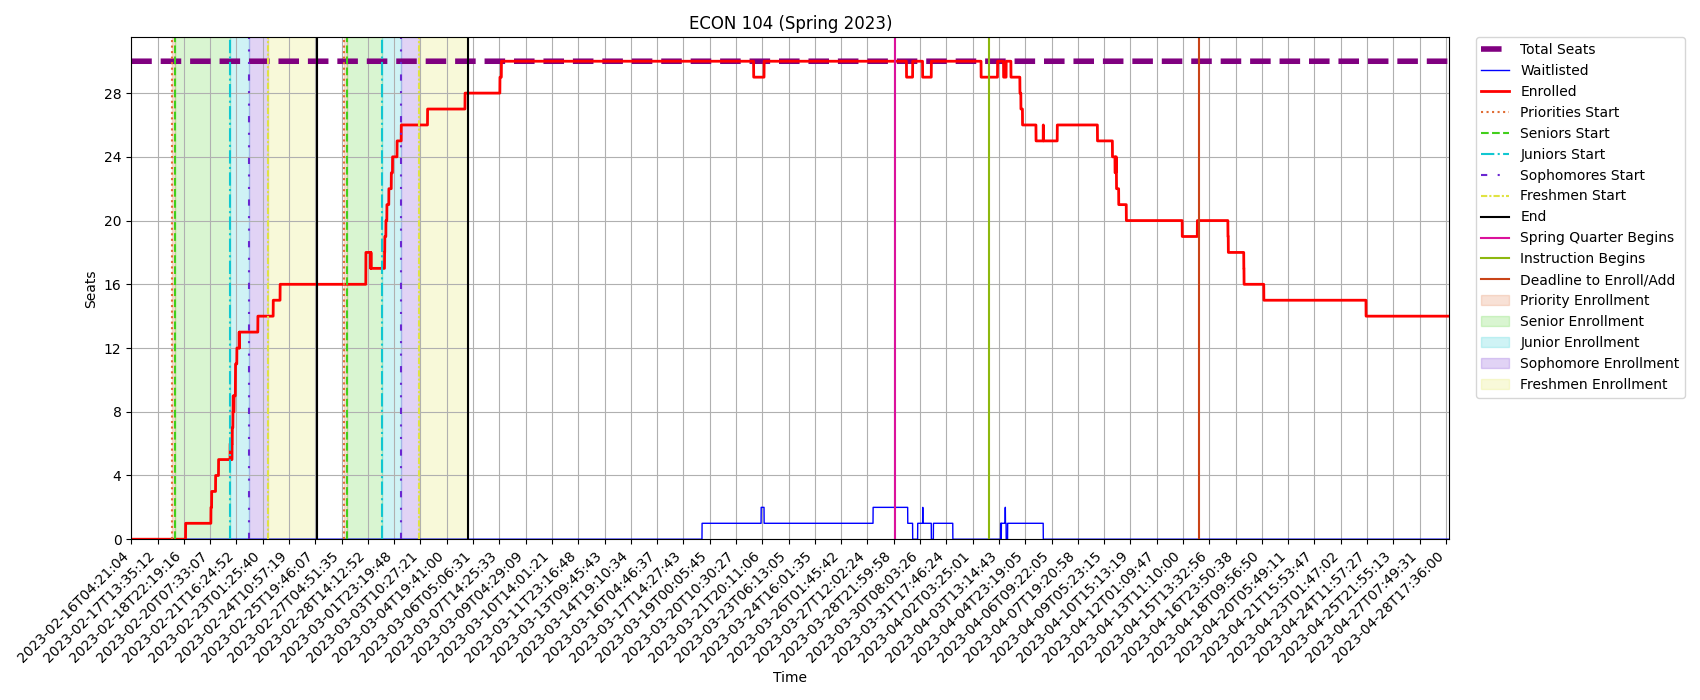 ECON 104 (Spring 2023)
Seats
28
24
20
16
12
8
4
0
2023-02-16T04:21:04
2023-02-17T13:35:12
2023-02-18T22:19:16
2023-02-20T07:33:07
2023-02-21T16:24:52
2023-02-23T01:25:40
2023-02-24T10:57:19
2023-02-25T19:46:07
2023-02-27T04:51:35
2023-02-28T14:12:52
2023-03-01T23:19:48
2023-03-03T10:27:21
2023-03-04T19:41:00
2023-03-06T05:06:31
2023-03-07T14:25:33
2023-03-09T04:29:09
2023-03-10T14:01:21
2023-03-11T23:16:48
2023-03-13T09:45:43
2023-03-14T19:10:34
2023-03-16T04:46:37
2023-03-17T14:27:43
2023-03-19T00:05:45
2023-03-20T10:30:27
2023-03-21T20:11:06
2023-03-23T06:13:05
2023-03-24T16:01:35
2023-03-26T01:45:42
2023-03-27T12:02:24
2023-03-28T21:59:58
2023-03-30T08:03:26
2023-03-31T17:46:24
2023-04-02T03:25:01
2023-04-03T13:14:43
2023-04-04T23:19:05
2023-04-06T09:22:05
2023-04-07T19:20:58
2023-04-09T05:23:15
2023-04-10T15:13:19
2023-04-12T01:09:47
2023-04-13T11:10:00
2023-04-15T13:32:56
2023-04-16T23:50:38
2023-04-18T09:56:50
2023-04-20T05:49:11
2023-04-21T15:53:47
2023-04-23T01:47:02
2023-04-24T11:57:27
2023-04-25T21:55:13
2023-04-27T07:49:31
2023-04-28T17:36:00
Time
Total Seats
Waitlisted
Enrolled
Priorities Start
Seniors Start
Juniors Start
Sophomores Start
Freshmen Start
End
Spring Quarter Begins
Instruction Begins
Deadline to Enroll/Add
Priority Enrollment
Senior Enrollment
Junior Enrollment
Sophomore Enrollment
Freshmen Enrollment